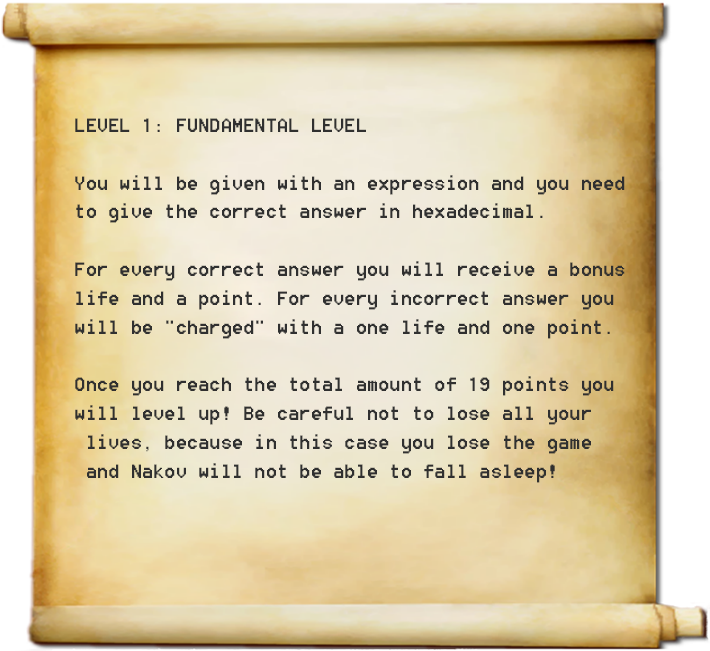 LEVEL 1: FUNDAMENTAL LEVEL
You will be given with an expression and you need
to give the correct answer in hexadecimal.
For every correct answer you will receive a bonus
life and a point. For every incorrect answer you
will be "charged" with a one life and one point.
Once you reach the total amount of 19 points you
will level up! Be careful not to lose all your
lives, because in this case you lose the game
and Nakov will not be able to fall asleep!